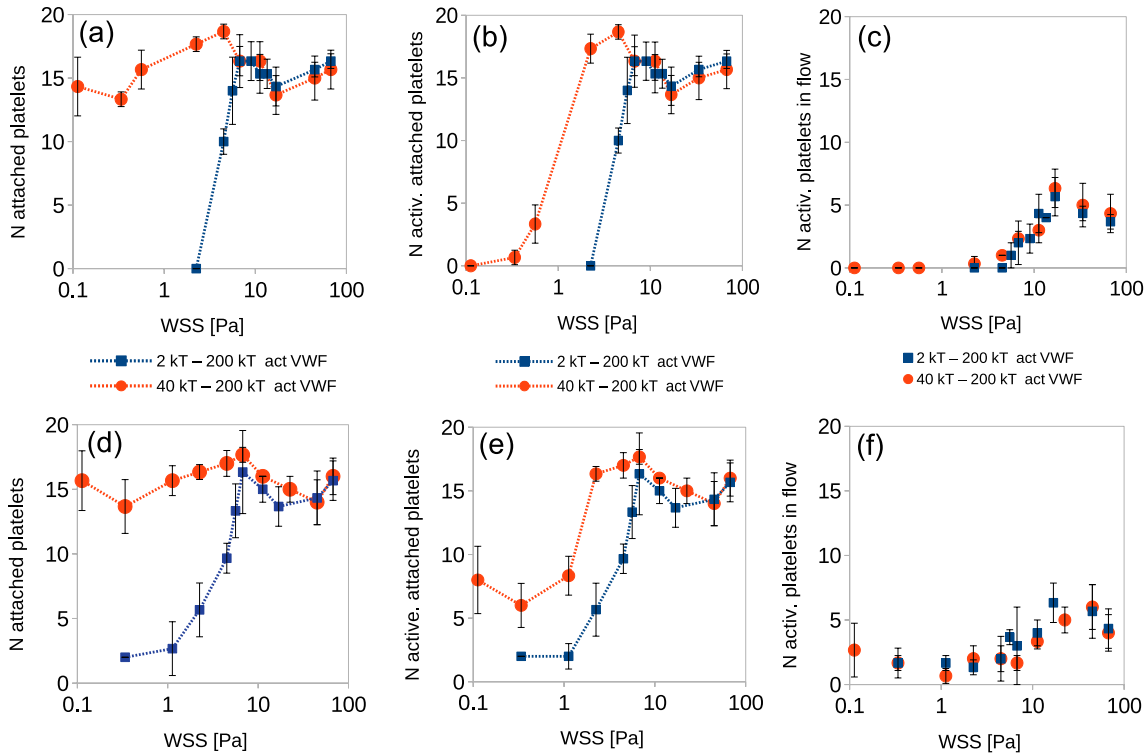 (a)
N attached platelets
20
15
10
5
0
0.1 1 10 100
WSS [Pa]
(b)
N activ. attached platelets
20
15
10
5
0
0.1 1 10 100
WSS [Pa]
(c)
N activ. platelets in flow
20
15
10
5
0
0.1 1 10 100
WSS [Pa]
2 kT – 200 kT act VWF
40 kT – 200 kT act VWF
2 kT – 200 kT act VWF
40 kT – 200 kT act VWF
2 kT – 200 kT act VWF
40 kT – 200 kT act VWF
(d)
N attached platelets
20
15
10
5
0
0.1 1 10 100
WSS [Pa]
(e)
N active. attached platelets
20
15
10
5
0
0.1 1 10 100
WSS [Pa]
(f)
N activ. platelets in flow
20
15
10
5
0
0.1 1 10 100
WSS [Pa]